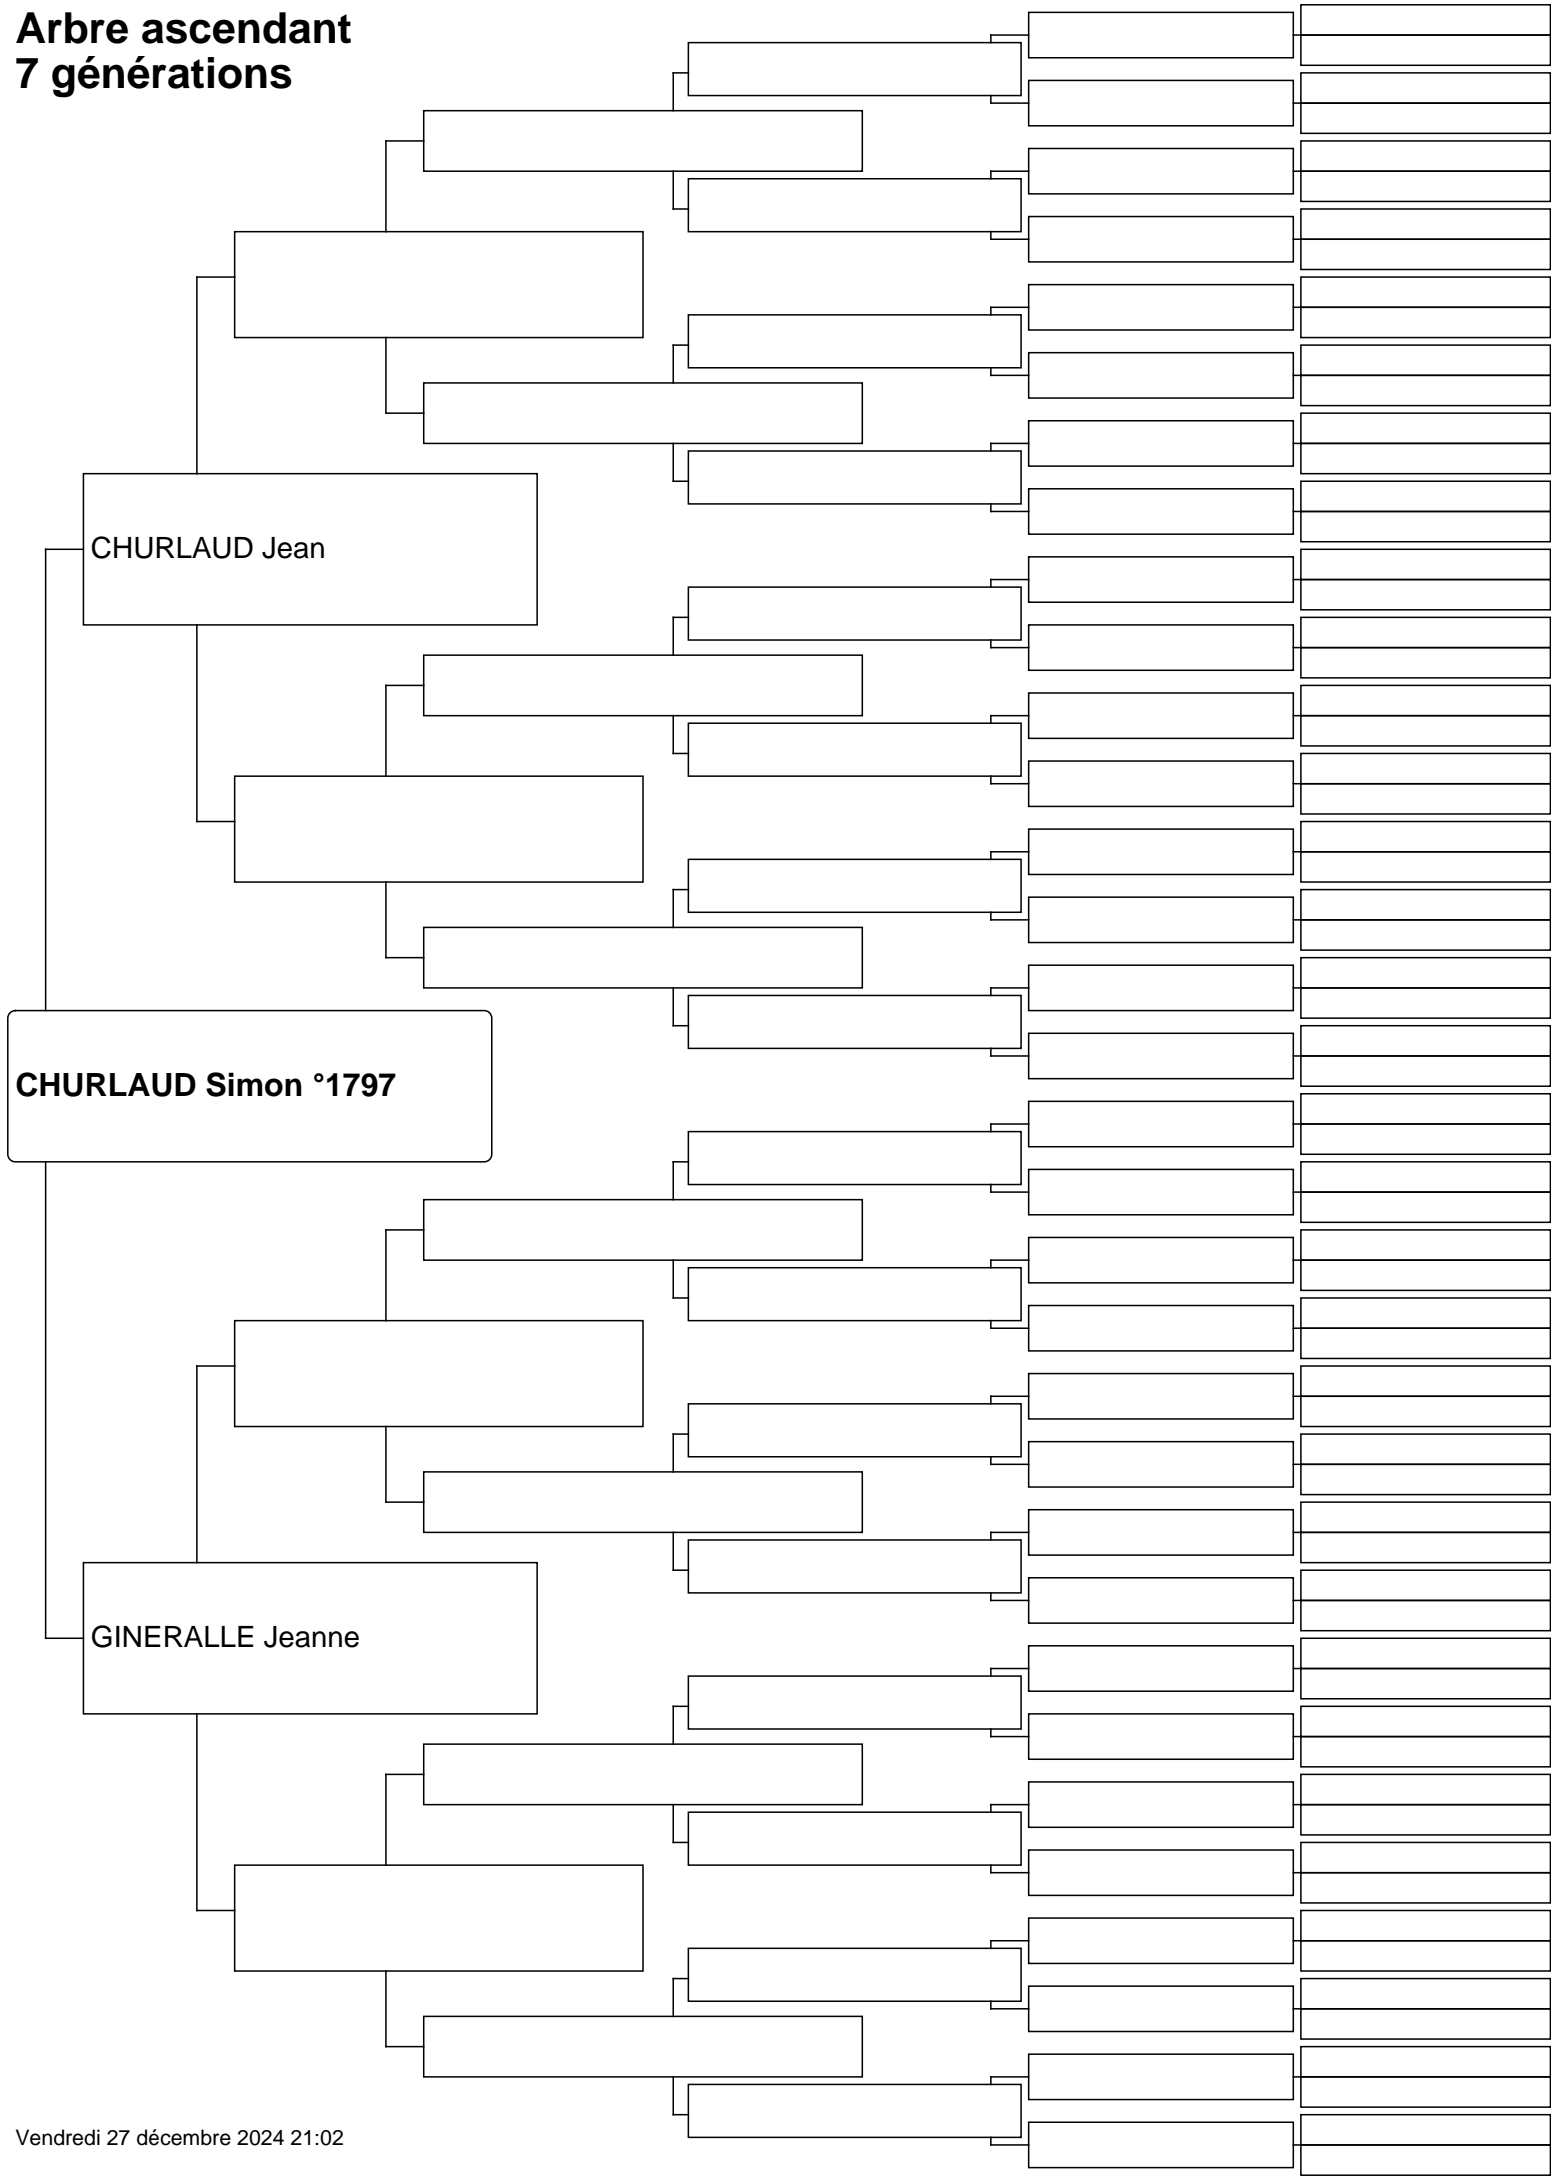 Arbre ascendant
7 générations
CHURLAUD Jean
CHURLAUD Simon °1797
GINERALLE Jeanne
Vendredi 27 décembre 2024 21:02